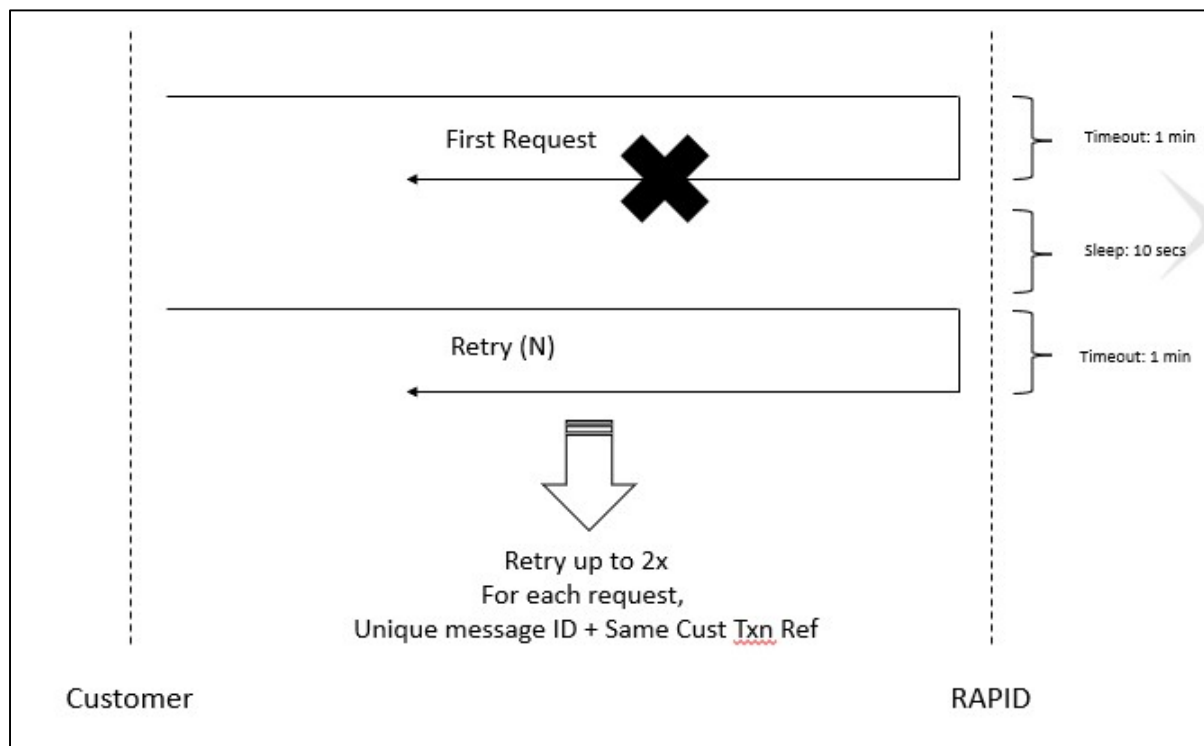 First Request
Timeout: 1 min
Sleep: 10 secs
Retry (N)
Timeout: 1 min
Retry up to 2x
For each request,
Unique message ID + Same Cust Txn Ref
Customer
RAPID